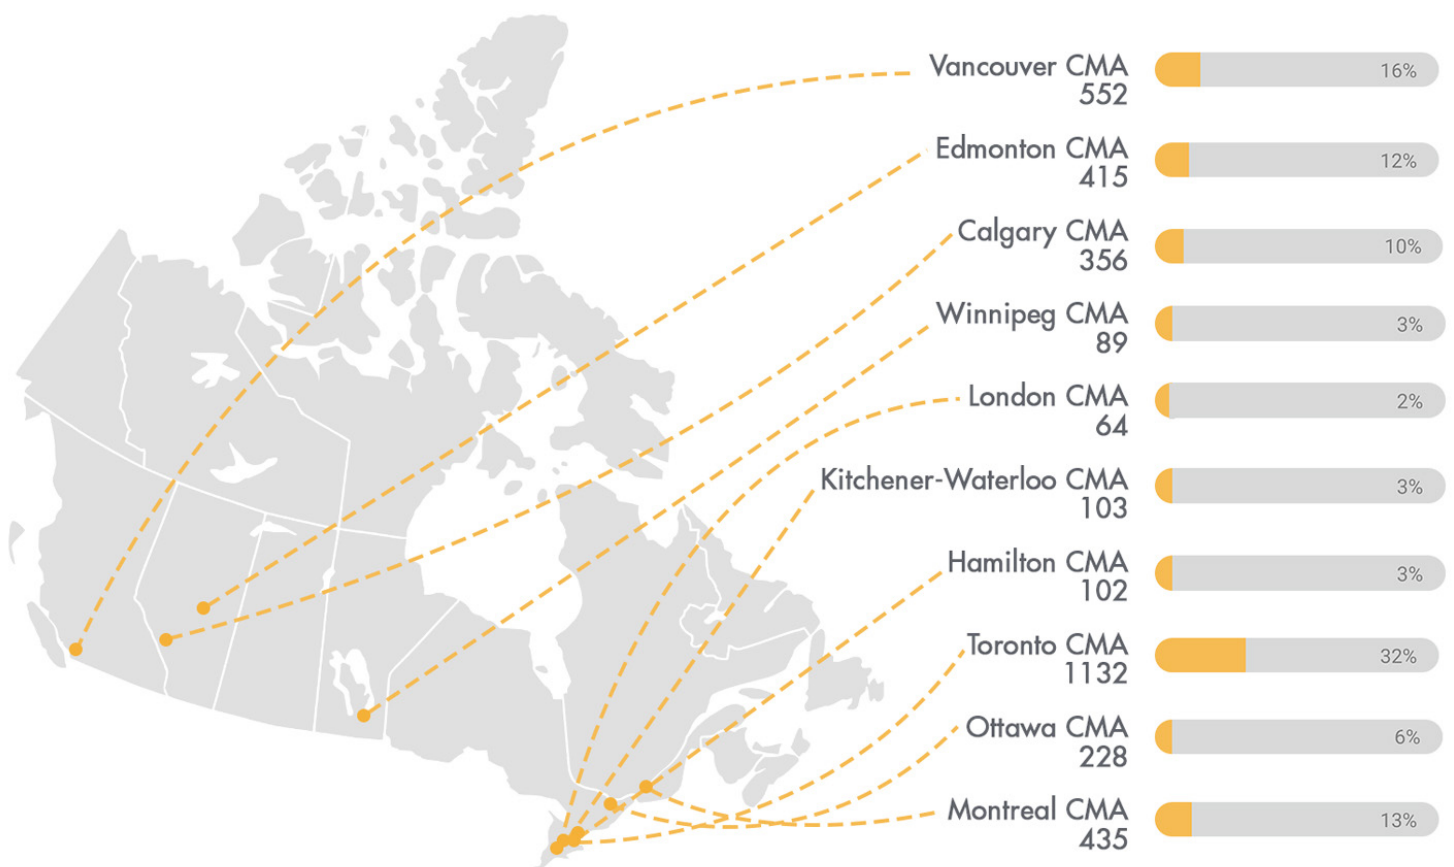 Vancouver CMA
552
16%
Edmonton CMA
415
12%
Calgary CMA
356
10%
Winnipeg CMA
89
3%
London CMA
64
2%
Kitchener-Waterloo CMA
103
3%
Hamilton CMA
102
3%
Toronto CMA
1132
32%
Ottawa CMA
228
6%
Montreal CMA
435
13%